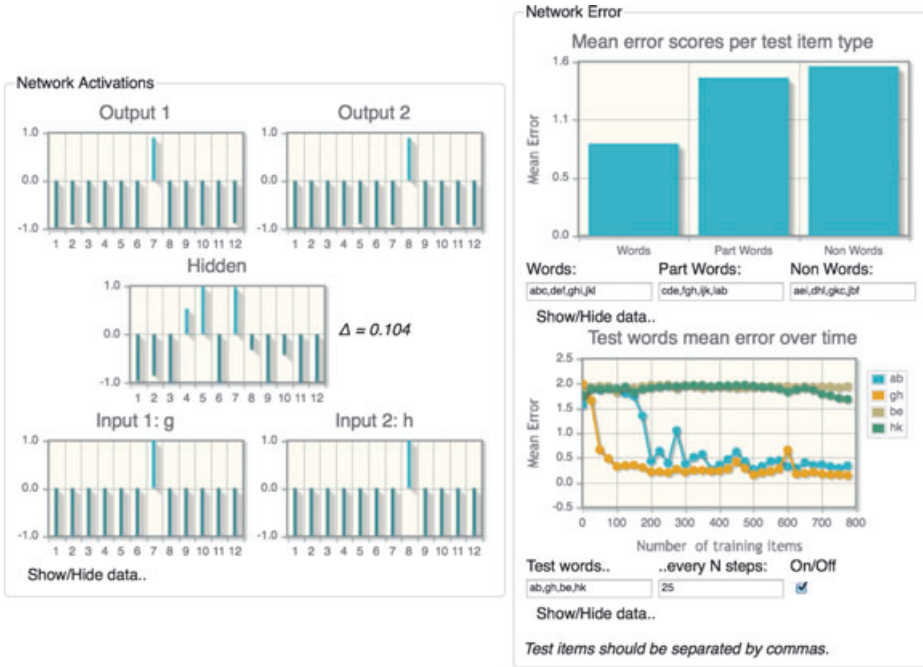 Network Activations
Output 1
1.0
0.0
-1.0
1 2 3 4 5 6 7 8 9 10 11 12
Output 2
1.0
0.0
-1.0
1 2 3 4 5 6 7 8 9 10 11 12
Hidden
1.0
0.0
-1.0
1 2 3 4 5 6 7 8 9 10 11 12
Δ = 0.104
Input 1: g
1.0
0.0
-1.0
1 2 3 4 5 6 7 8 9 10 11 12
Input 2: h
1.0
0.0
-1.0
1 2 3 4 5 6 7 8 9 10 11 12
Show/Hide data..
Network Error
Mean error scores per test item type
Mean Error
1.6
1.1
0.5
0.0
Words Part Words Non Words
Words: Part Words: Non Words:
abc,def,ghi,jkl cde,fgh,ijk,lab aei,dhl,gkc,jbf
Show/Hide data..
Test words mean error over time
Mean Error
2.5
2.0
1.5
1.0
0.5
0.0
-0.5
0 100 200 300 400 500 600 700 800
ab
gh
be
hk
Number of training items
Test words.. ..every N steps: On/Off
ab,gh,be,hk 25
Show/Hide data..
Test items should be separated by commas.